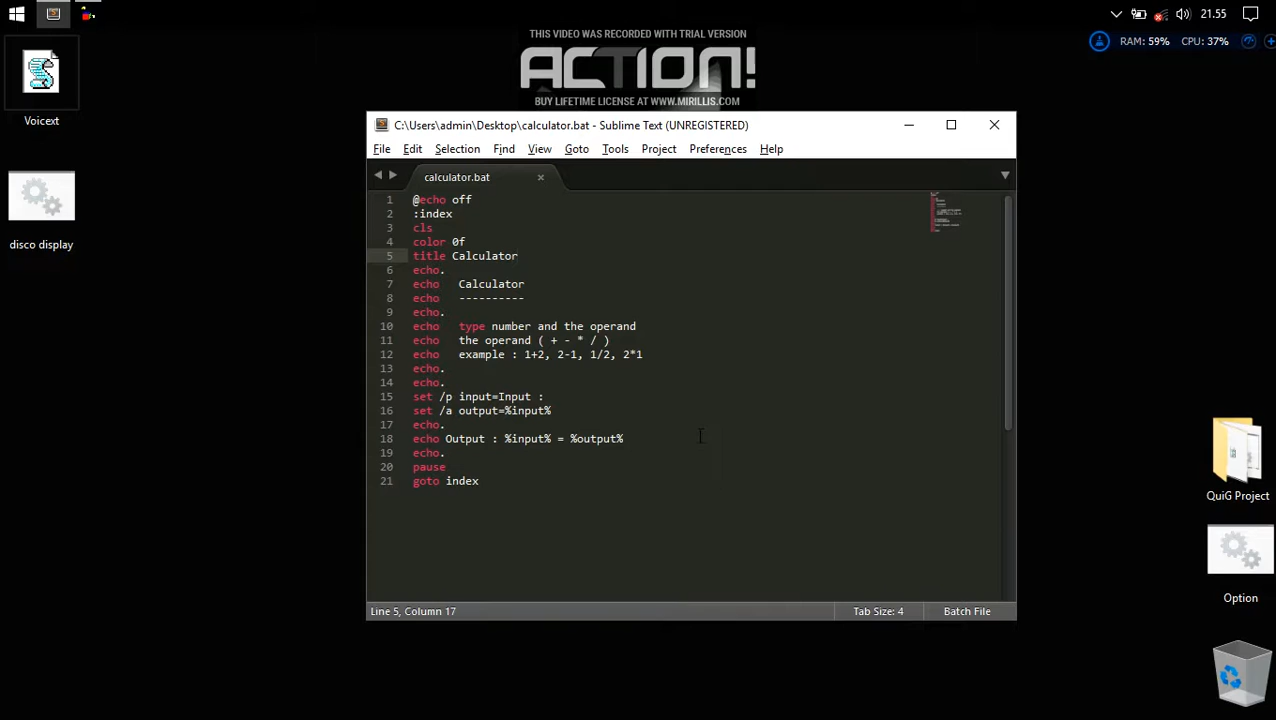 21.55
THIS VIDEO WAS RECORDED WITH TRIAL VERSION
ACTION!
BUY LIFETIME LICENSE AT WWW.MIRILLIS.COM
RAM: 59% CPU: 37%
Voicext
disco display
C:\Users\admin\Desktop\calculator.bat - Sublime Text (UNREGISTERED)
File Edit Selection Find View Goto Tools Project Preferences Help
calculator.bat
1 @echo off
2 :index
3 cls
4 color 0f
5 title Calculator
6 echo.
7 echo   Calculator
8 echo   ----------
9 echo.
10 echo   type number and the operand
11 echo   the operand ( + - * / )
12 echo   example : 1+2, 2-1, 1/2, 2*1
13 echo.
14 echo.
15 set /p input=Input :
16 set /a output=%input%
17 echo.
18 echo Output : %input% = %output%
19 echo.
20 pause
21 goto index
Line 5, Column 17
Tab Size: 4
Batch File
QuiG Project
Option